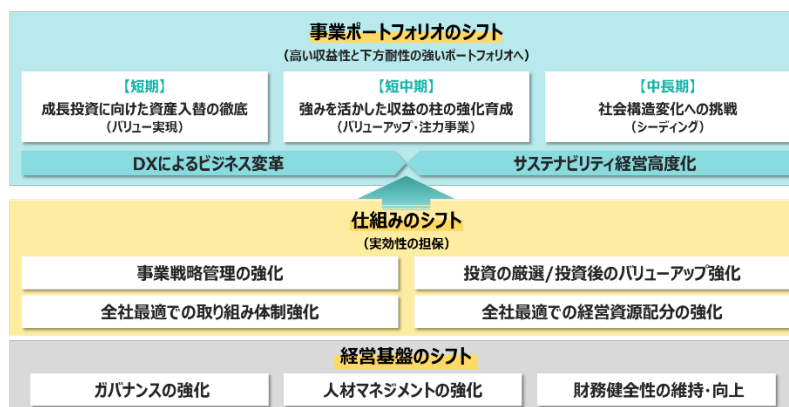 事業ポートフォリオのシフト
(高い収益性と下方耐性の強いポートフォリオへ)
【短期】
成長投資に向けた資産入替の徹底
(バリュー実現)
【短中期】
強みを活かした収益の柱の強化育成
(バリューアップ・注力事業)
【中長期】
社会構造変化への挑戦
(シーディング)
DXによるビジネス変革
サステナビリティ経営高度化
仕組みのシフト
(実効性の担保)
事業戦略管理の強化
投資の厳選/投資後のバリューアップ強化
全社最適での取り組み体制強化
全社最適での経営資源配分の強化
経営基盤のシフト
ガバナンスの強化
人材マネジメントの強化
財務健全性の維持・向上